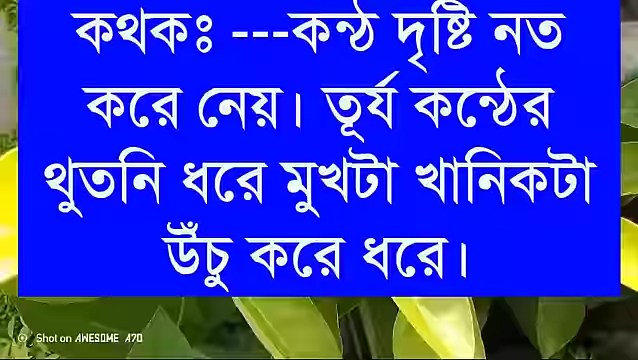 কথকঃ ---কন্ঠ দৃষ্টি নত
করে নেয়। তূর্য কন্ঠের
থুতনি ধরে মুখটা খানিকটা
উঁচু করে ধরে।
Shot on AWESOME A70